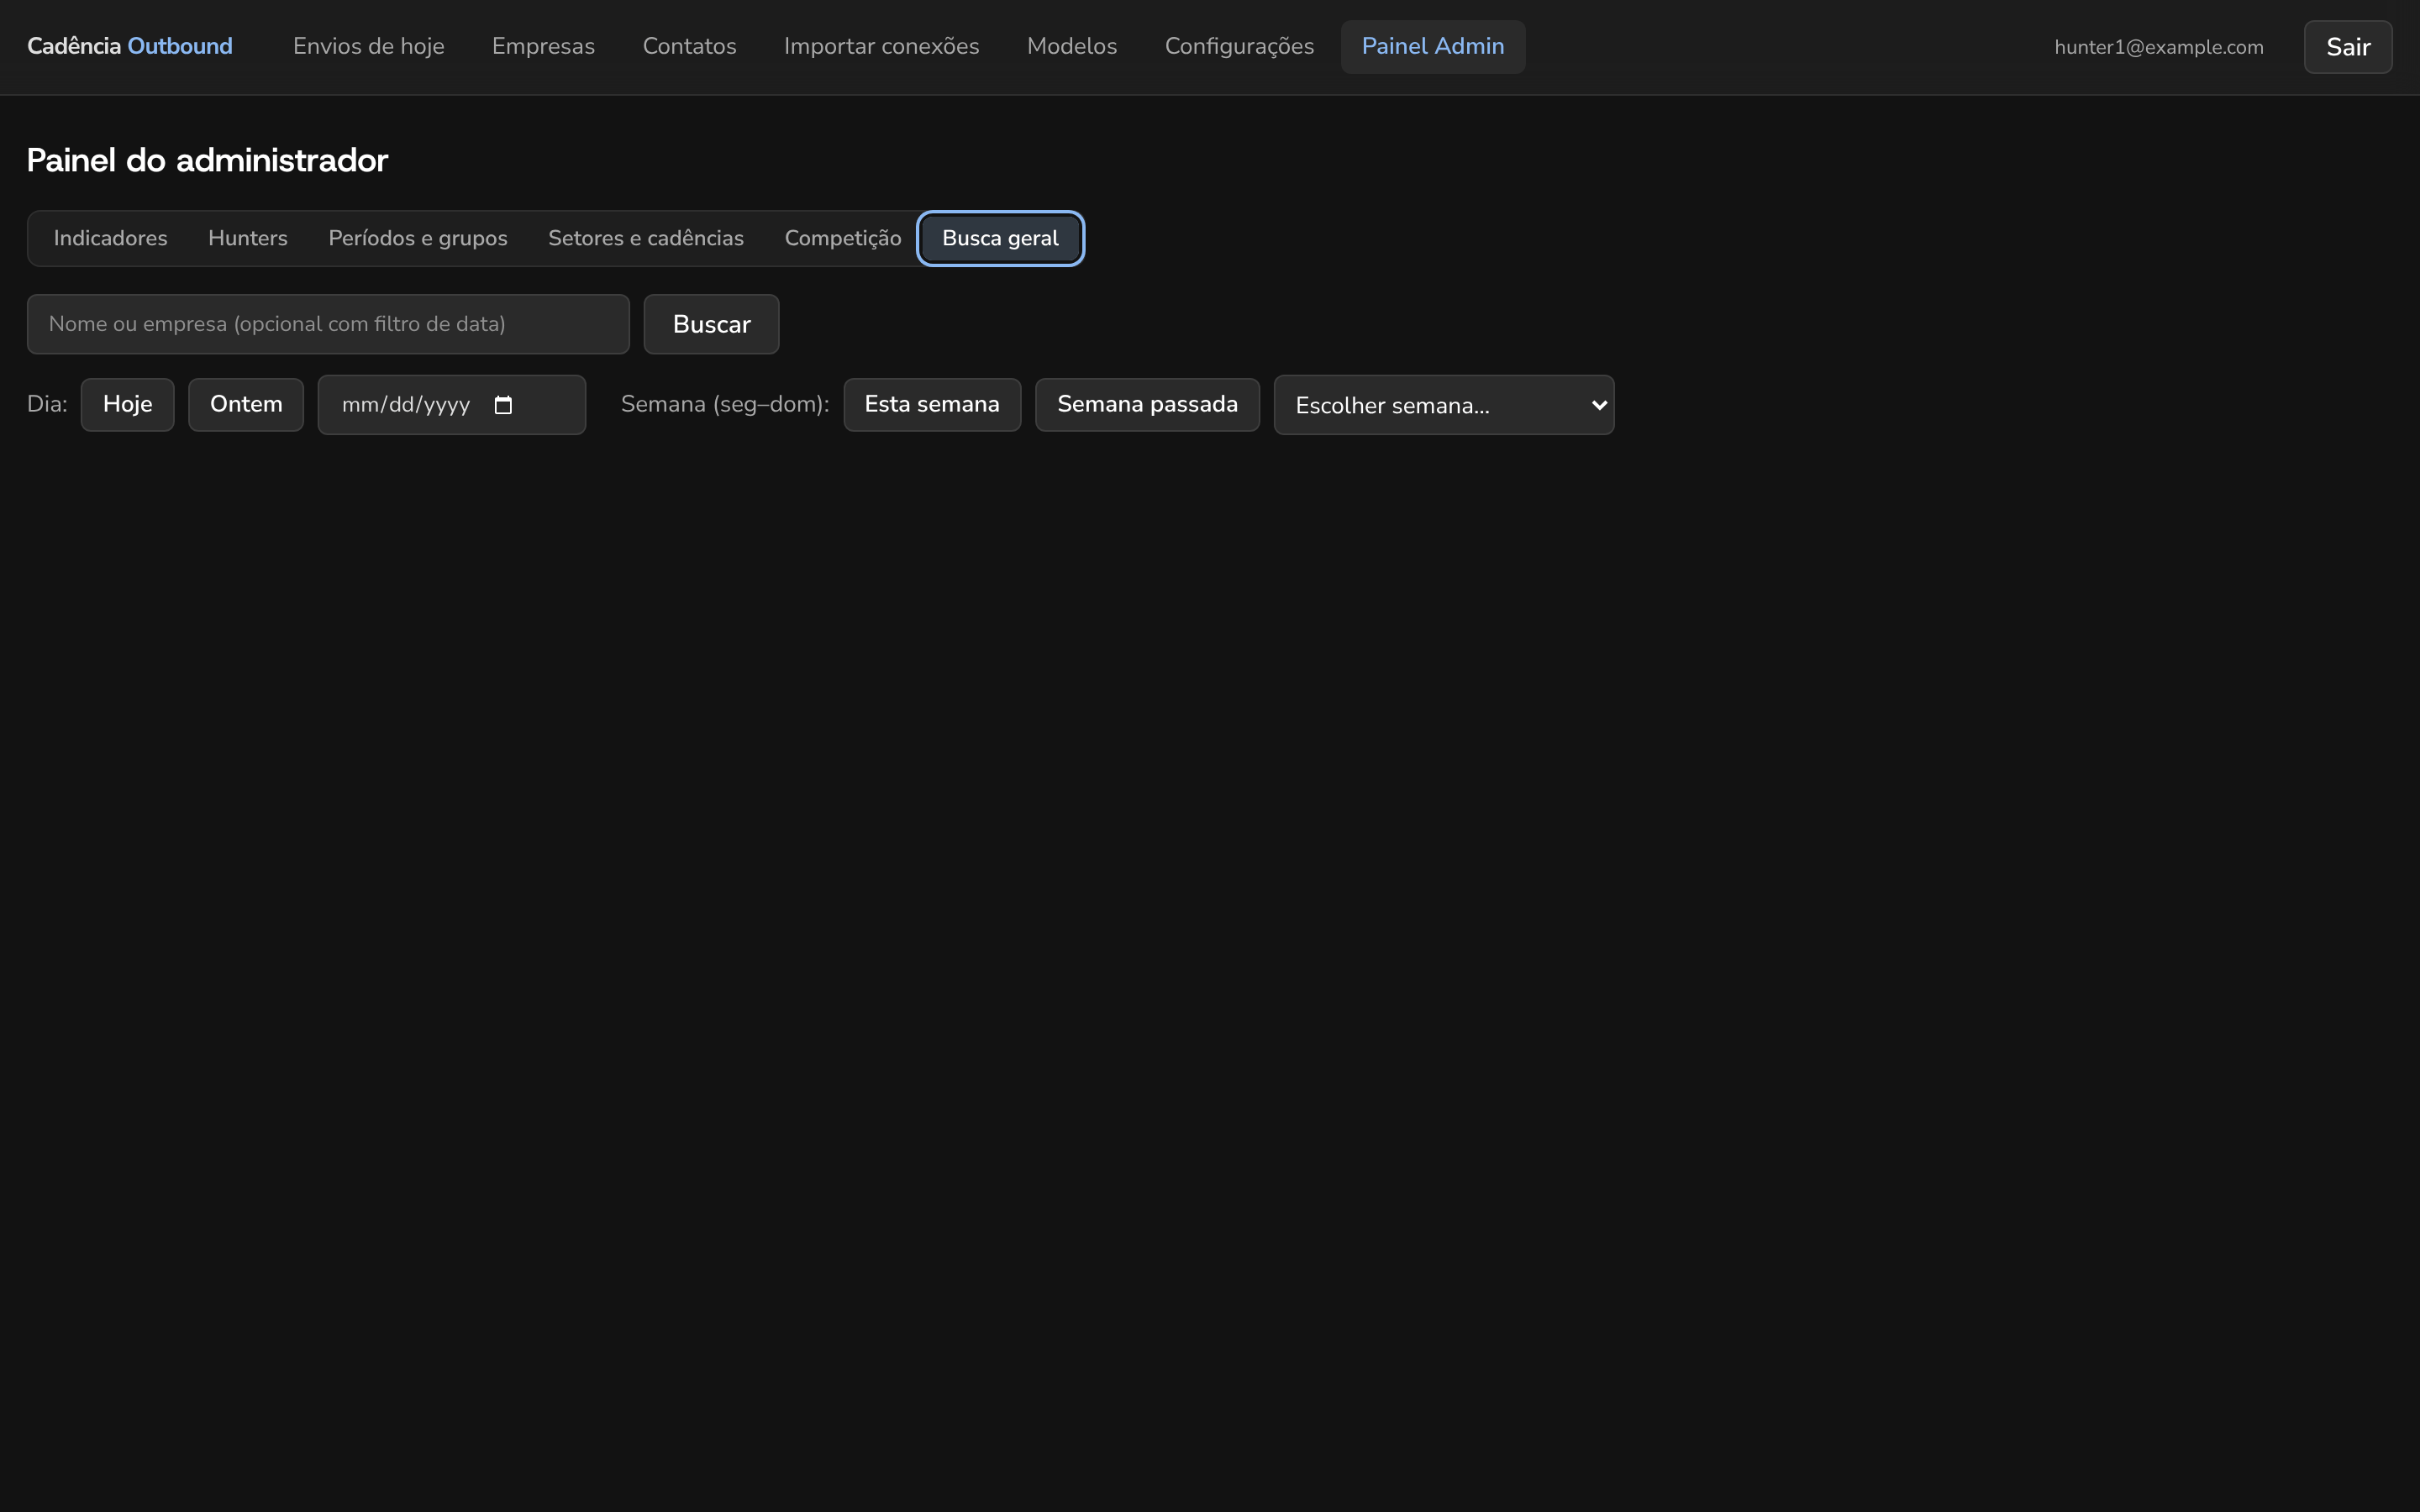 Cadência Outbound Envios de hoje Empresas Contatos Importar conexões Modelos Configurações Painel Admin hunter1@example.com Sair
Painel do administrador
Indicadores Hunters Períodos e grupos Setores e cadências Competição Busca geral
Nome ou empresa (opcional com filtro de data) Buscar
Dia: Hoje Ontem mm/dd/yyyy Semana (seg–dom): Esta semana Semana passada Escolher semana...